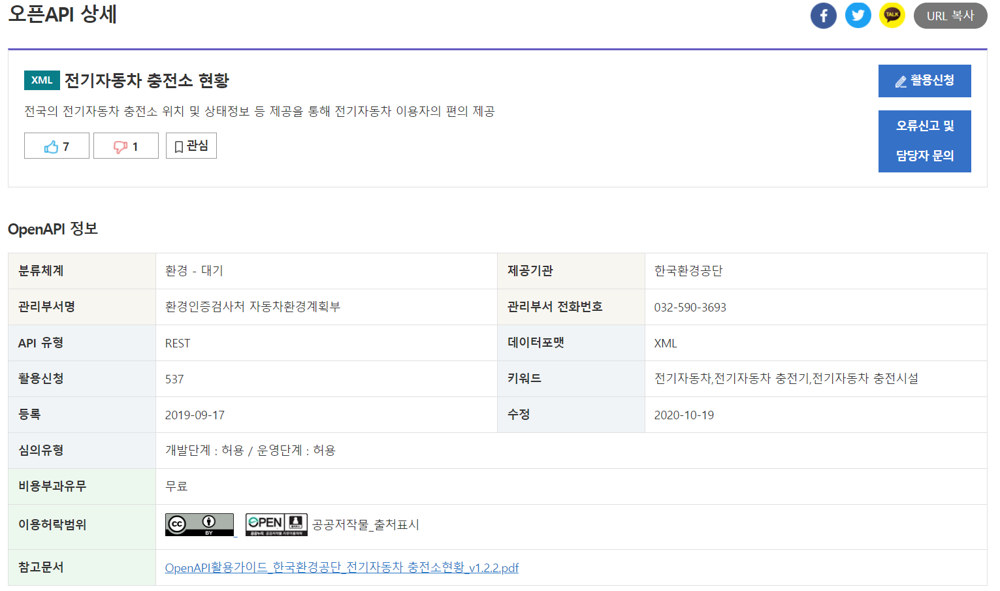 오픈API 상세
TALK
URL 복사
XML 전기자동차 충전소 현황
활용신청
전국의 전기자동차 충전소 위치 및 상태정보 등 제공을 통해 전기자동차 이용자의 편의 제공
오류신고 및
담당자 문의
7
1
관심
OpenAPI 정보
분류체계 환경 - 대기 제공기관 한국환경공단
관리부서명 환경인증검사처 자동차환경계획부 관리부서 전화번호 032-590-3693
API 유형 REST 데이터포맷 XML
활용신청 537 키워드 전기자동차,전기자동차 충전기,전기자동차 충전시설
등록 2019-09-17 수정 2020-10-19
심의유형 개발단계 : 허용 / 운영단계 : 허용
비용부과유무 무료
이용허락범위 cc BY OPEN 공공저작물_출처표시
참고문서 OpenAPI활용가이드_한국환경공단_전기자동차 충전소현황_v1.2.2.pdf